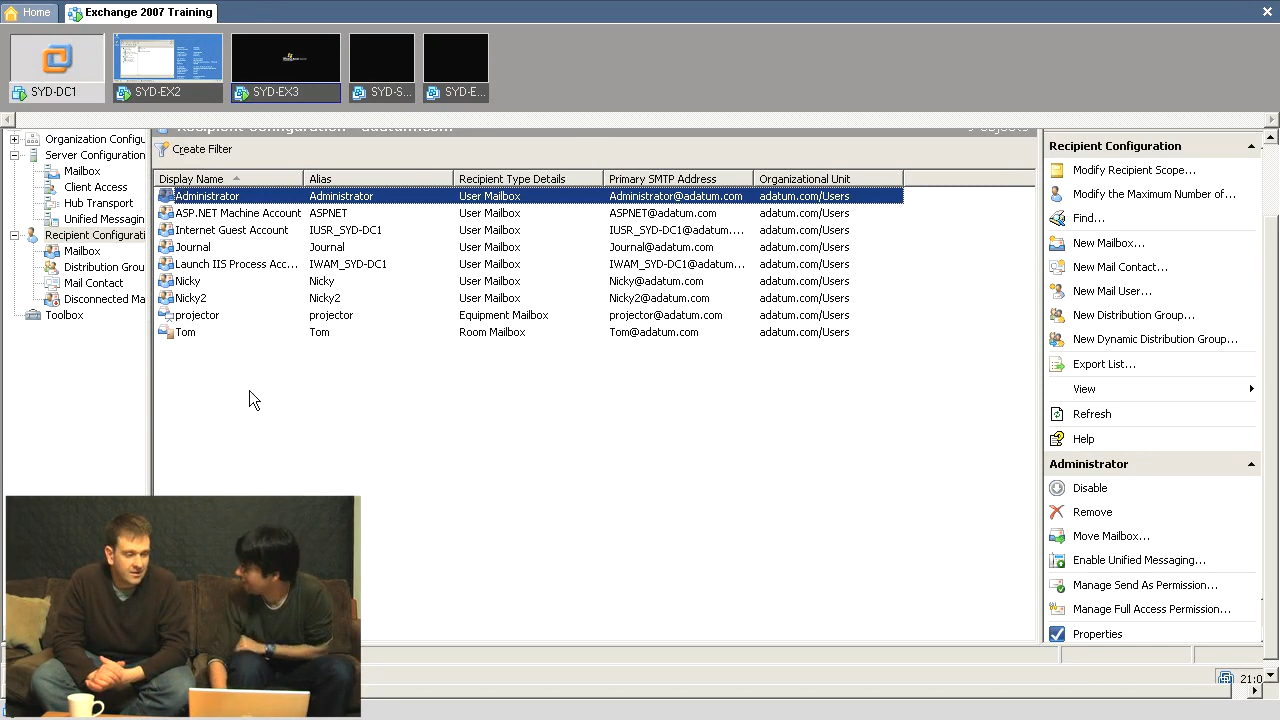 Home
Exchange 2007 Training
SYD-DC1
SYD-EX2
SYD-EX3
SYD-S...
SYD-E...
Organization Configu
Server Configuration
Mailbox
Client Access
Hub Transport
Unified Messagin
Recipient Configurati
Mailbox
Distribution Grou
Mail Contact
Disconnected Ma
Toolbox
Recipient Configuration - adatum.com 9 objects
Create Filter
Display Name Alias Recipient Type Details Primary SMTP Address Organizational Unit
Administrator Administrator User Mailbox Administrator@adatum.com adatum.com/Users
ASP.NET Machine Account ASPNET User Mailbox ASPNET@adatum.com adatum.com/Users
Internet Guest Account IUSR_SYD-DC1 User Mailbox IUSR_SYD-DC1@adatum.... adatum.com/Users
Journal Journal User Mailbox Journal@adatum.com adatum.com/Users
Launch IIS Process Acc... IWAM_SYD-DC1 User Mailbox IWAM_SYD-DC1@adatum... adatum.com/Users
Nicky Nicky User Mailbox Nicky@adatum.com adatum.com/Users
Nicky2 Nicky2 User Mailbox Nicky2@adatum.com adatum.com/Users
projector projector Equipment Mailbox projector@adatum.com adatum.com/Users
Tom Tom Room Mailbox Tom@adatum.com adatum.com/Users
Recipient Configuration
Modify Recipient Scope...
Modify the Maximum Number of...
Find...
New Mailbox...
New Mail Contact...
New Mail User...
New Distribution Group...
New Dynamic Distribution Group...
Export List...
View
Refresh
Help
Administrator
Disable
Remove
Move Mailbox...
Enable Unified Messaging...
Manage Send As Permission...
Manage Full Access Permission...
Properties
21:0